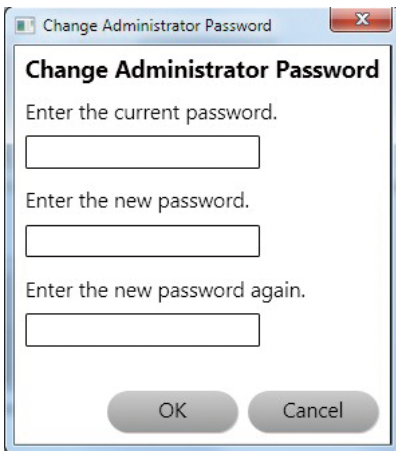 Change Administrator Password
Change Administrator Password
Enter the current password.
Enter the new password.
Enter the new password again.
OK Cancel